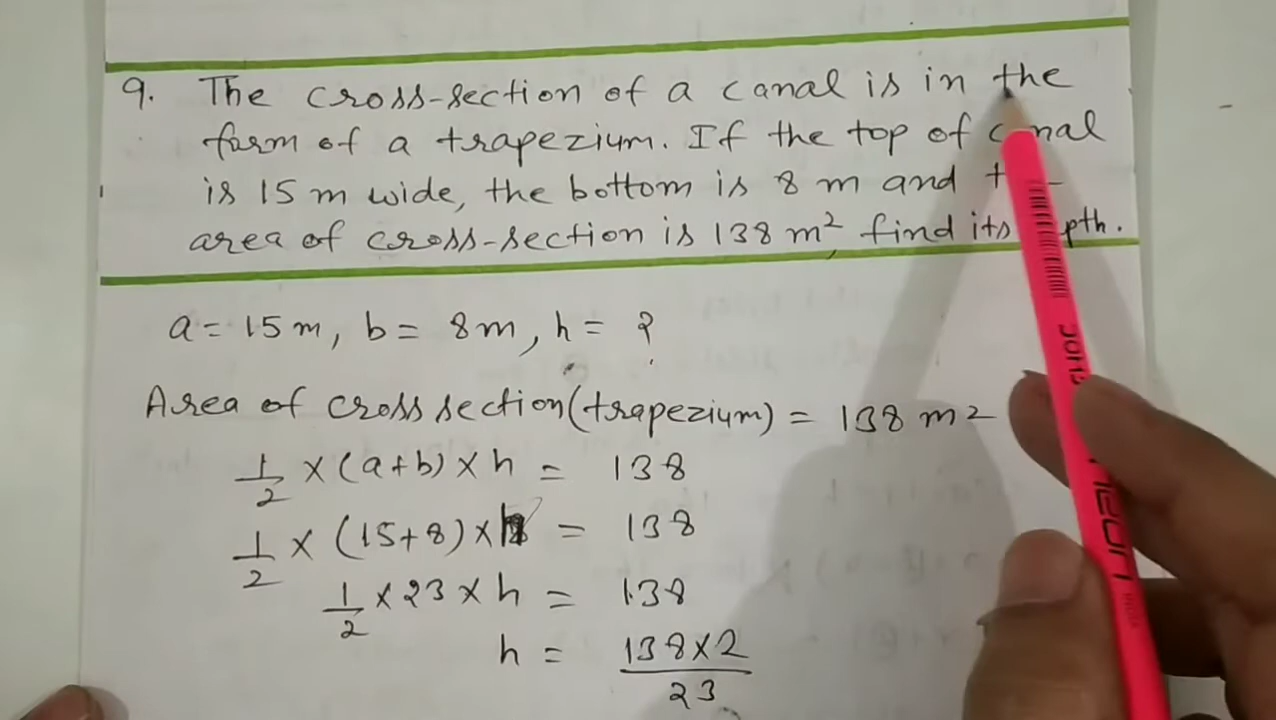 9. The cross-section of a canal is in the
form of a trapezium. If the top of canal
is 15 m wide, the bottom is 8 m and
area of cross-section is 138 m², find its
a = 15 m, b = 8m, h = ?
Area of cross section (trapezium) = 138 m²
1/2 × (a+b) × h = 138
1/2 × (15+8) × h = 138
1/2 × 23 × h = 138
h = 138×2/23